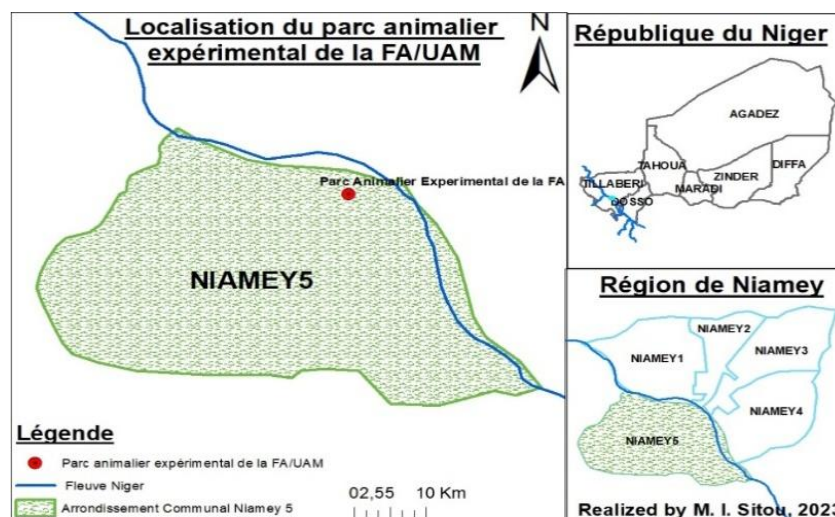 Localisation du parc animalier
expérimental de la FA/UAM
N
Parc Animalier Experimental de la FA
NIAMEY5
Légende
Parc animalier expérimental de la FA/UAM
Fleuve Niger
Arrondissement Communal Niamey 5
02,55 10 Km
République du Niger
AGADEZ
TAHOUA
DIFFA
ZINDER
TILLABERI
MARADI
DOSSO
Région de Niamey
NIAMEY2
NIAMEY1
NIAMEY3
NIAMEY4
NIAMEY5
Realized by M. I. Sitou, 2023